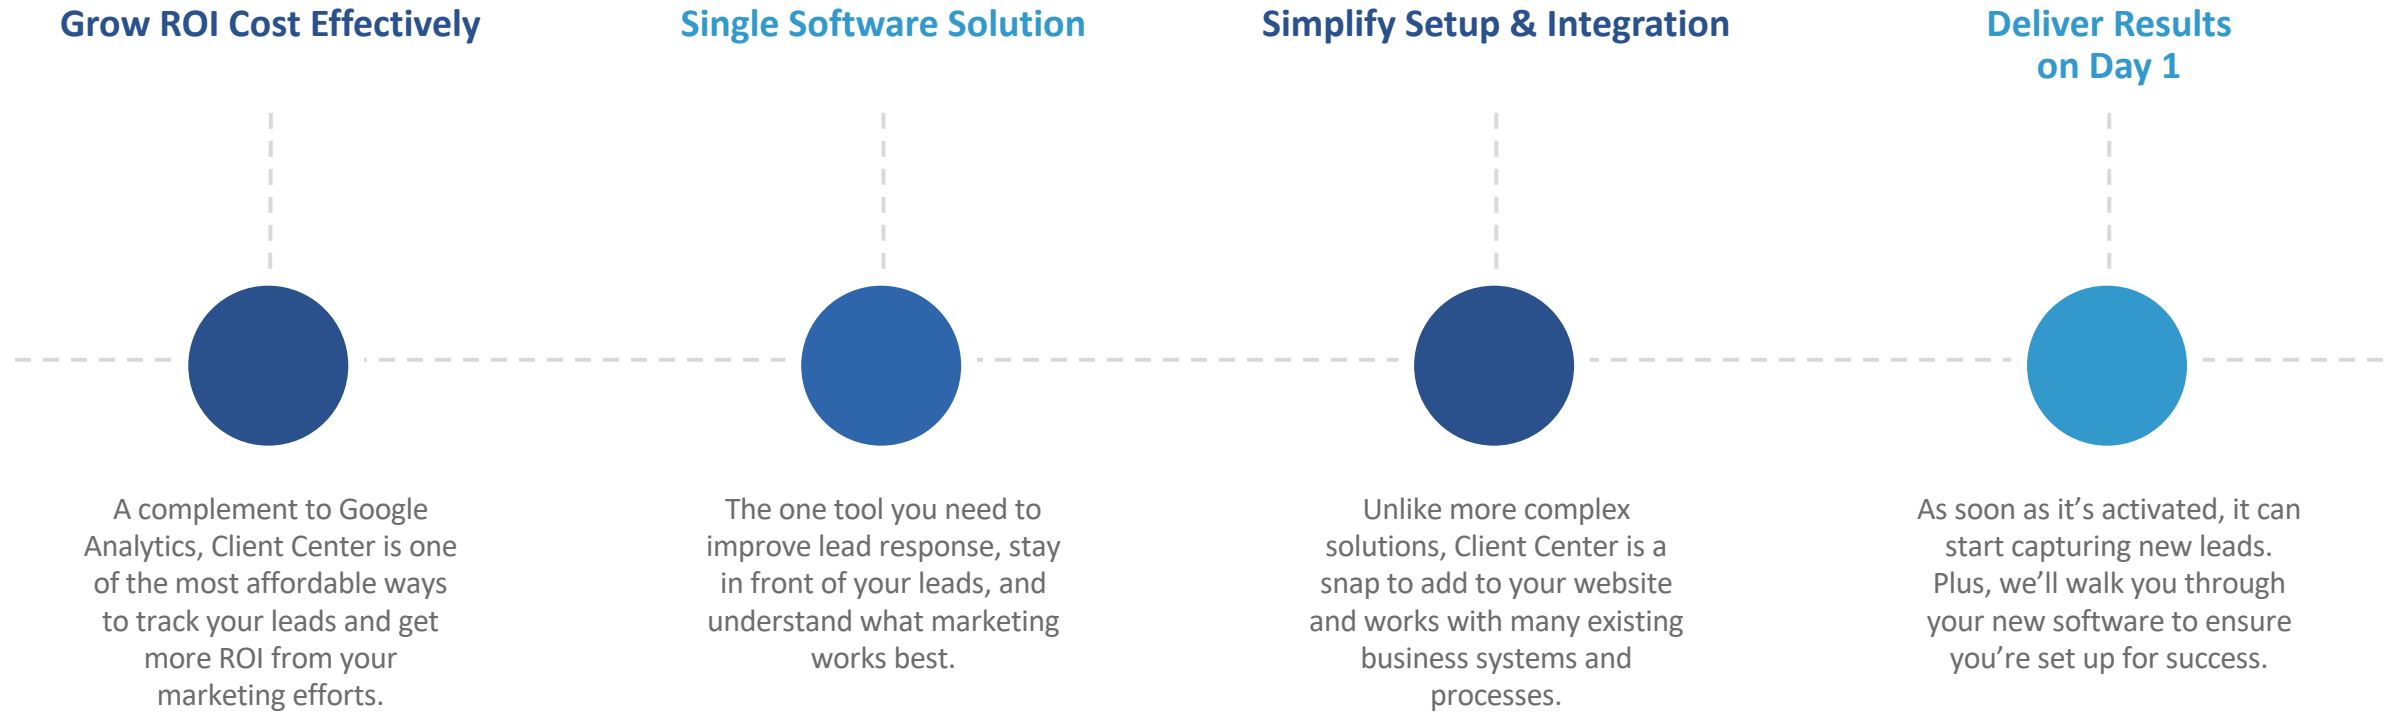 Grow ROI Cost Effectively
A complement to Google
Analytics, Client Center is one
of the most affordable ways
to track your leads and get
more ROI from your
marketing efforts.
Single Software Solution
The one tool you need to
improve lead response, stay
in front of your leads, and
understand what marketing
works best.
Simplify Setup & Integration
Unlike more complex
solutions, Client Center is a
snap to add to your website
and works with many existing
business systems and
processes.
Deliver Results
on Day 1
As soon as it’s activated, it can
start capturing new leads.
Plus, we’ll walk you through
your new software to ensure
you’re set up for success.